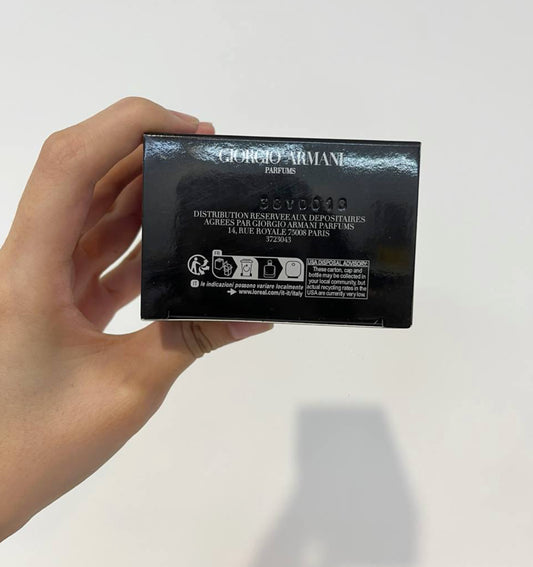 GIORGIO ARMANI
PARFUMS
DISTRIBUTION RESERVEE AUX DEPOSITAIRES
AGREES PAR GIORGIO ARMANI PARFUMS
14, RUE ROYALE 75008 PARIS
3723043
FR
IT le indicazioni possono variare localmente
www.loreal.com/it-it/italy
USA DISPOSAL ADVISORY:
These carton, cap and
bottle may be collected in
your local community, but
actual recycling rates in the
USA are currently very low.